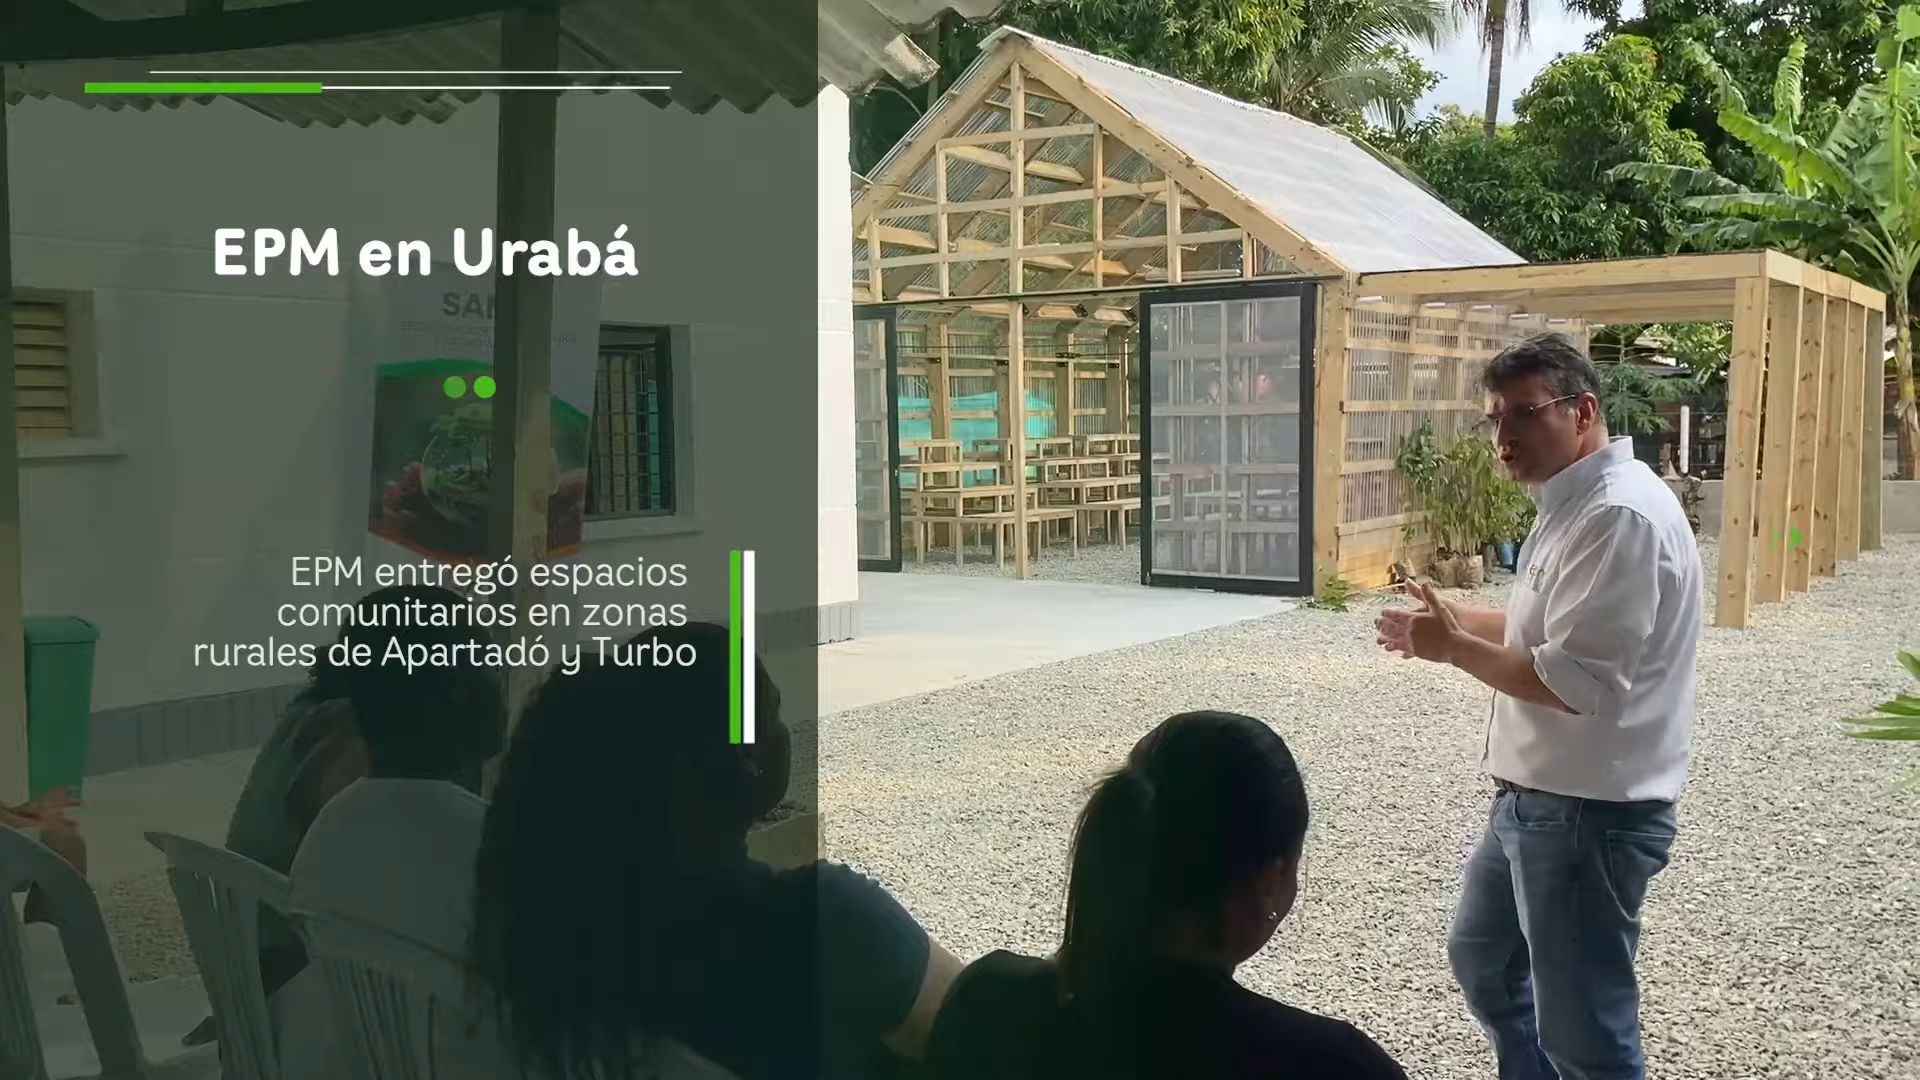 EPM en Urabá
EPM entregó espacios
comunitarios en zonas
rurales de Apartadó y Turbo